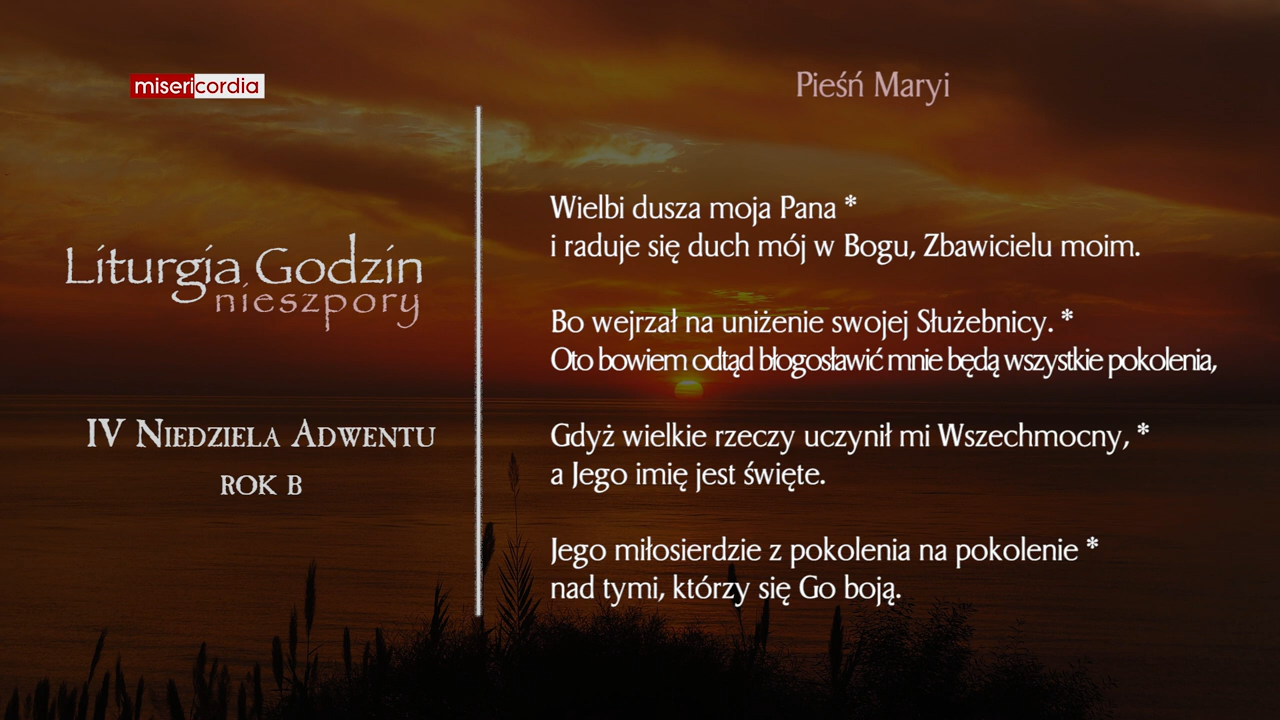 misericordia
Liturgia Godzin
nieszpory
IV Niedziela Adwentu
rok B
Pieśń Maryi
Wielbi dusza moja Pana *
i raduje się duch mój w Bogu, Zbawicielu moim.
Bo wejrzał na uniżenie swojej Służebnicy. *
Oto bowiem odtąd błogosławić mnie będą wszystkie pokolenia,
Gdyż wielkie rzeczy uczynił mi Wszechmocny, *
a Jego imię jest święte.
Jego miłosierdzie z pokolenia na pokolenie *
nad tymi, którzy się Go boją.